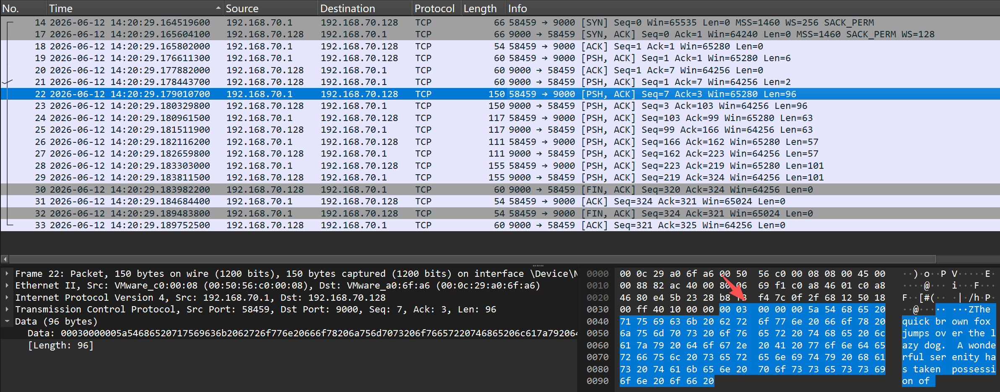 No. Time Source Destination Protocol Length Info
14 2026-06-12 14:20:29.164519600 192.168.70.1 192.168.70.128 TCP 66 58459 → 9000 [SYN] Seq=0 Win=65535 Len=0 MSS=1460 WS=256 SACK_PERM
17 2026-06-12 14:20:29.165604100 192.168.70.128 192.168.70.1 TCP 66 9000 → 58459 [SYN, ACK] Seq=0 Ack=1 Win=64240 Len=0 MSS=1460 SACK_PERM WS=128
18 2026-06-12 14:20:29.165802000 192.168.70.1 192.168.70.128 TCP 54 58459 → 9000 [ACK] Seq=1 Ack=1 Win=65280 Len=0
19 2026-06-12 14:20:29.176611300 192.168.70.1 192.168.70.128 TCP 60 58459 → 9000 [PSH, ACK] Seq=1 Ack=1 Win=65280 Len=6
20 2026-06-12 14:20:29.177882000 192.168.70.128 192.168.70.1 TCP 60 9000 → 58459 [ACK] Seq=1 Ack=7 Win=64256 Len=0
21 2026-06-12 14:20:29.178443700 192.168.70.128 192.168.70.1 TCP 60 9000 → 58459 [PSH, ACK] Seq=1 Ack=7 Win=64256 Len=2
22 2026-06-12 14:20:29.179010700 192.168.70.1 192.168.70.128 TCP 150 58459 → 9000 [PSH, ACK] Seq=7 Ack=3 Win=65280 Len=96
23 2026-06-12 14:20:29.180329800 192.168.70.128 192.168.70.1 TCP 150 9000 → 58459 [PSH, ACK] Seq=3 Ack=103 Win=64256 Len=96
24 2026-06-12 14:20:29.180961500 192.168.70.1 192.168.70.128 TCP 117 58459 → 9000 [PSH, ACK] Seq=103 Ack=99 Win=65280 Len=63
25 2026-06-12 14:20:29.181511900 192.168.70.128 192.168.70.1 TCP 117 9000 → 58459 [PSH, ACK] Seq=99 Ack=166 Win=64256 Len=63
26 2026-06-12 14:20:29.182116200 192.168.70.1 192.168.70.128 TCP 111 58459 → 9000 [PSH, ACK] Seq=166 Ack=162 Win=65280 Len=57
27 2026-06-12 14:20:29.182659800 192.168.70.128 192.168.70.1 TCP 111 9000 → 58459 [PSH, ACK] Seq=162 Ack=223 Win=64256 Len=57
28 2026-06-12 14:20:29.183303000 192.168.70.1 192.168.70.128 TCP 155 58459 → 9000 [PSH, ACK] Seq=223 Ack=219 Win=65280 Len=101
29 2026-06-12 14:20:29.183811500 192.168.70.128 192.168.70.1 TCP 155 9000 → 58459 [PSH, ACK] Seq=219 Ack=324 Win=64256 Len=101
30 2026-06-12 14:20:29.183982200 192.168.70.128 192.168.70.1 TCP 60 9000 → 58459 [FIN, ACK] Seq=320 Ack=324 Win=64256 Len=0
31 2026-06-12 14:20:29.184684400 192.168.70.1 192.168.70.128 TCP 54 58459 → 9000 [ACK] Seq=324 Ack=321 Win=65024 Len=0
32 2026-06-12 14:20:29.189483800 192.168.70.1 192.168.70.128 TCP 54 58459 → 9000 [FIN, ACK] Seq=324 Ack=321 Win=65024 Len=0
33 2026-06-12 14:20:29.189752500 192.168.70.128 192.168.70.1 TCP 60 9000 → 58459 [ACK] Seq=321 Ack=325 Win=64256 Len=0
Frame 22: Packet, 150 bytes on wire (1200 bits), 150 bytes captured (1200 bits) on interface \Device\N
Ethernet II, Src: VMware_c0:00:08 (00:50:56:c0:00:08), Dst: VMware_a0:6f:a6 (00:0c:29:a0:6f:a6)
Internet Protocol Version 4, Src: 192.168.70.1, Dst: 192.168.70.128
Transmission Control Protocol, Src Port: 58459, Dst Port: 9000, Seq: 7, Ack: 3, Len: 96
Data (96 bytes)
Data: 00030000005a54686520717569636b2062726f776e20666f78206a756d7073206f76657220746865206c617a792064
[Length: 96]
0000 00 0c 29 a0 6f a6 00 50 56 c0 00 08 08 00 45 00 ··)·o··P V·····E·
0010 00 88 82 ac 40 00 80 06 69 f1 c0 a8 46 01 c0 a8 ····@··· i···F···
0020 46 80 e4 5b 23 28 b8 f3 f4 7c 0f 2f 68 12 50 18 F··[#(·· ·|·/h·P·
0030 00 ff 40 10 00 00 00 03 00 00 00 5a 54 68 65 20 ··@····· ···ZThe
0040 71 75 69 63 6b 20 62 72 6f 77 6e 20 66 6f 78 20 quick br own fox
0050 6a 75 6d 70 73 20 6f 76 65 72 20 74 68 65 20 6c jumps ov er the l
0060 61 7a 79 20 64 6f 67 2e 20 41 20 77 6f 6e 64 65 azy dog. A wonde
0070 72 66 75 6c 20 73 65 72 65 6e 69 74 79 20 68 61 rful ser enity ha
0080 73 20 74 61 6b 65 6e 20 70 6f 73 73 65 73 73 69 s taken possessi
0090 6f 6e 20 6f 66 20 on of